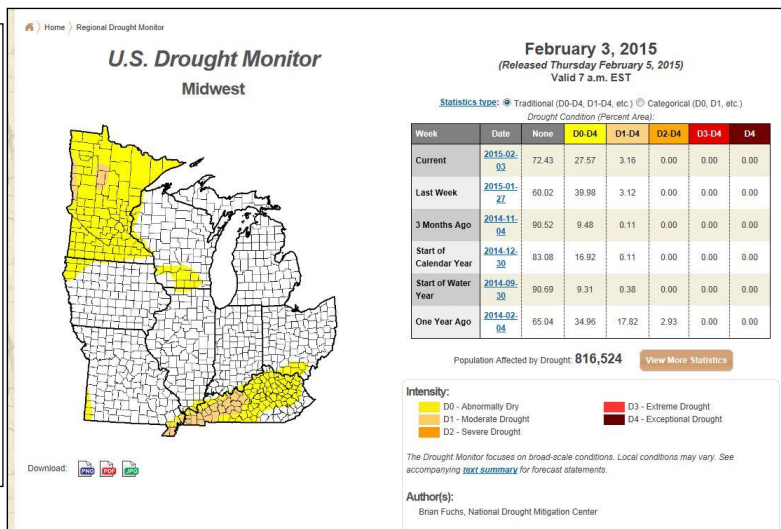 Home Regional Drought Monitor
U.S. Drought Monitor
Midwest
Download: PNG PDF JPG
February 3, 2015
(Released Thursday February 5, 2015)
Valid 7 a.m. EST
Statistics type: Traditional (D0-D4, D1-D4, etc.) Categorical (D0, D1, etc.)
Drought Condition (Percent Area):
Week Date None D0-D4 D1-D4 D2-D4 D3-D4 D4
Current 2015-02-03 72.43 27.57 3.16 0.00 0.00 0.00
Last Week 2015-01-27 60.02 39.98 3.12 0.00 0.00 0.00
3 Months Ago 2014-11-04 90.52 9.48 0.11 0.00 0.00 0.00
Start of Calendar Year 2014-12-30 83.08 16.92 0.11 0.00 0.00 0.00
Start of Water Year 2014-09-30 90.69 9.31 0.38 0.00 0.00 0.00
One Year Ago 2014-02-04 65.04 34.96 17.82 2.93 0.00 0.00
Population Affected by Drought: 816,524 View More Statistics
Intensity:
D0 - Abnormally Dry
D1 - Moderate Drought
D2 - Severe Drought
D3 - Extreme Drought
D4 - Exceptional Drought
The Drought Monitor focuses on broad-scale conditions. Local conditions may vary. See
accompanying text summary for forecast statements.
Author(s):
Brian Fuchs, National Drought Mitigation Center